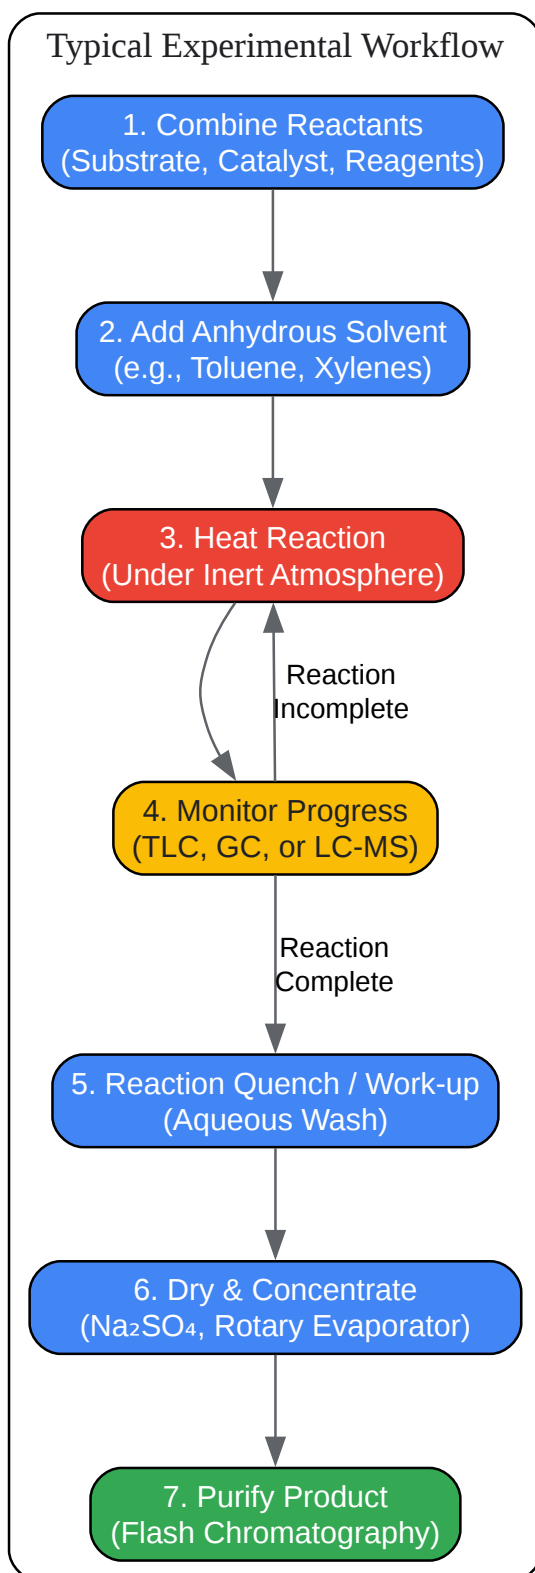 Typical Experimental Workflow
1. Combine Reactants
(Substrate, Catalyst, Reagents)
2. Add Anhydrous Solvent
(e.g., Toluene, Xylenes)
3. Heat Reaction
(Under Inert Atmosphere)
Reaction
Incomplete
4. Monitor Progress
(TLC, GC, or LC-MS)
Reaction
Complete
5. Reaction Quench / Work-up
(Aqueous Wash)
6. Dry & Concentrate
(Na₂SO₄, Rotary Evaporator)
7. Purify Product
(Flash Chromatography)